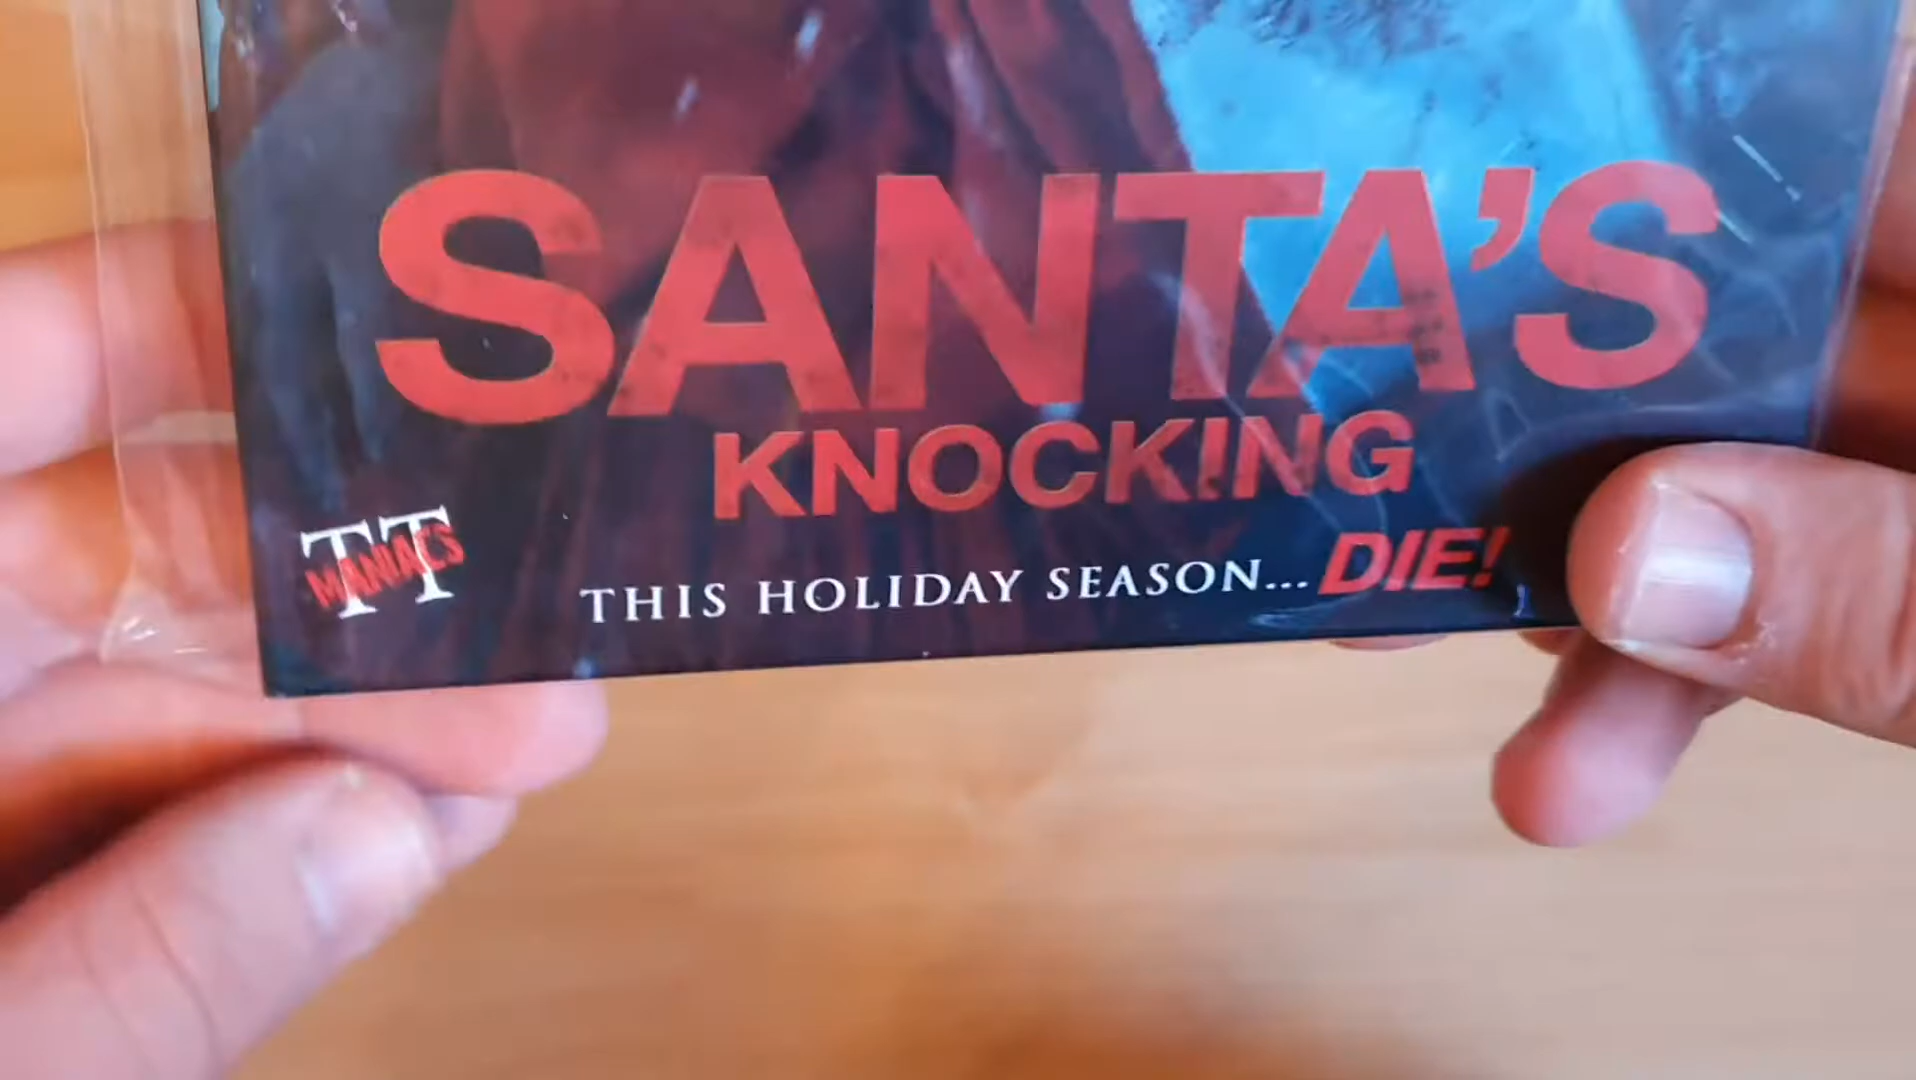 SANTA'S
KNOCKING
TT
MANIACS
THIS HOLIDAY SEASON... DIE!